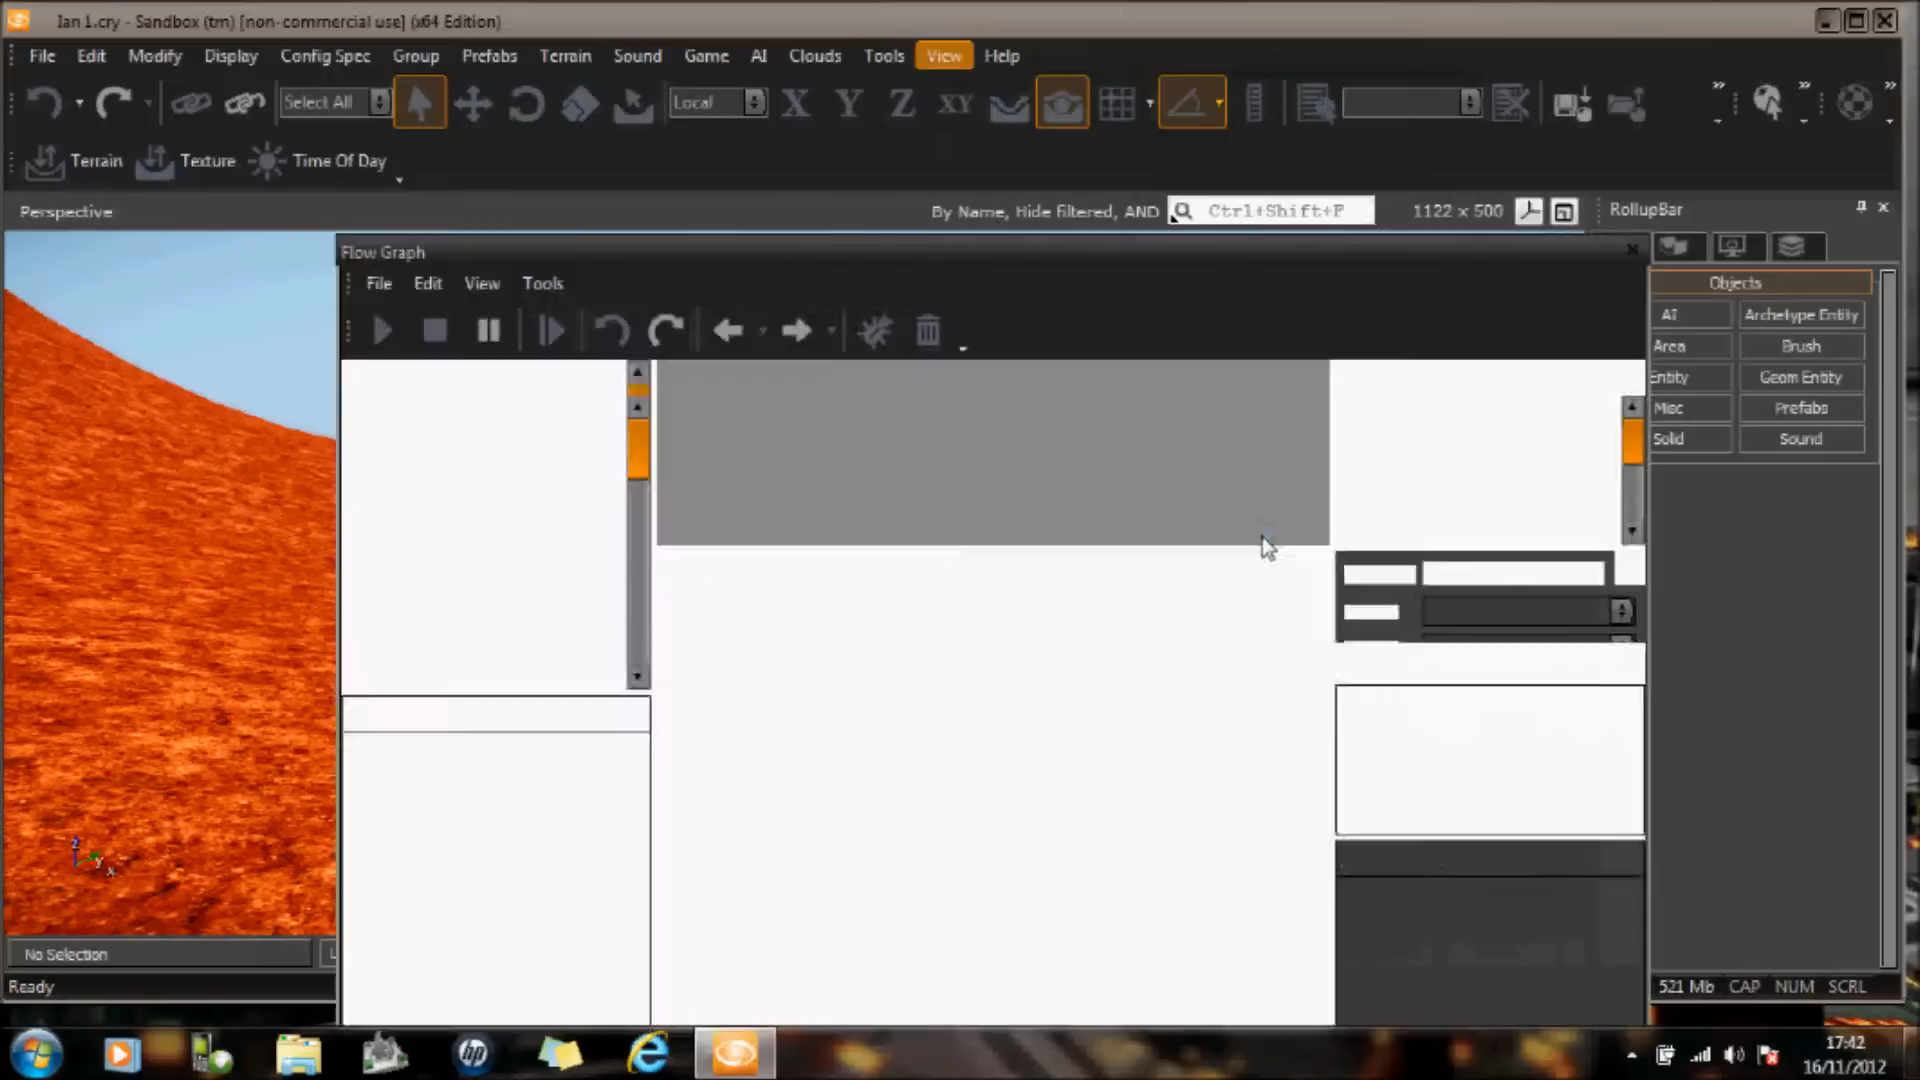 Ian 1.cry - Sandbox (tm) [non-commercial use] (x64 Edition)
File Edit Modify Display Config Spec Group Prefabs Terrain Sound Game AI Clouds Tools View Help
Select All Local X Y Z XY
Terrain Texture Time Of Day
Perspective By Name, Hide filtered, AND Ctrl+Shift+F 1122 x 500 RollupBar
Flow Graph
File Edit View Tools
Objects
AI Archetype Entity
Area Brush
Entity Geom Entity
Misc Prefabs
Solid Sound
z
y
x
No Selection
Ready 521 Mb CAP NUM SCRL
hp
17:42
16/11/2012